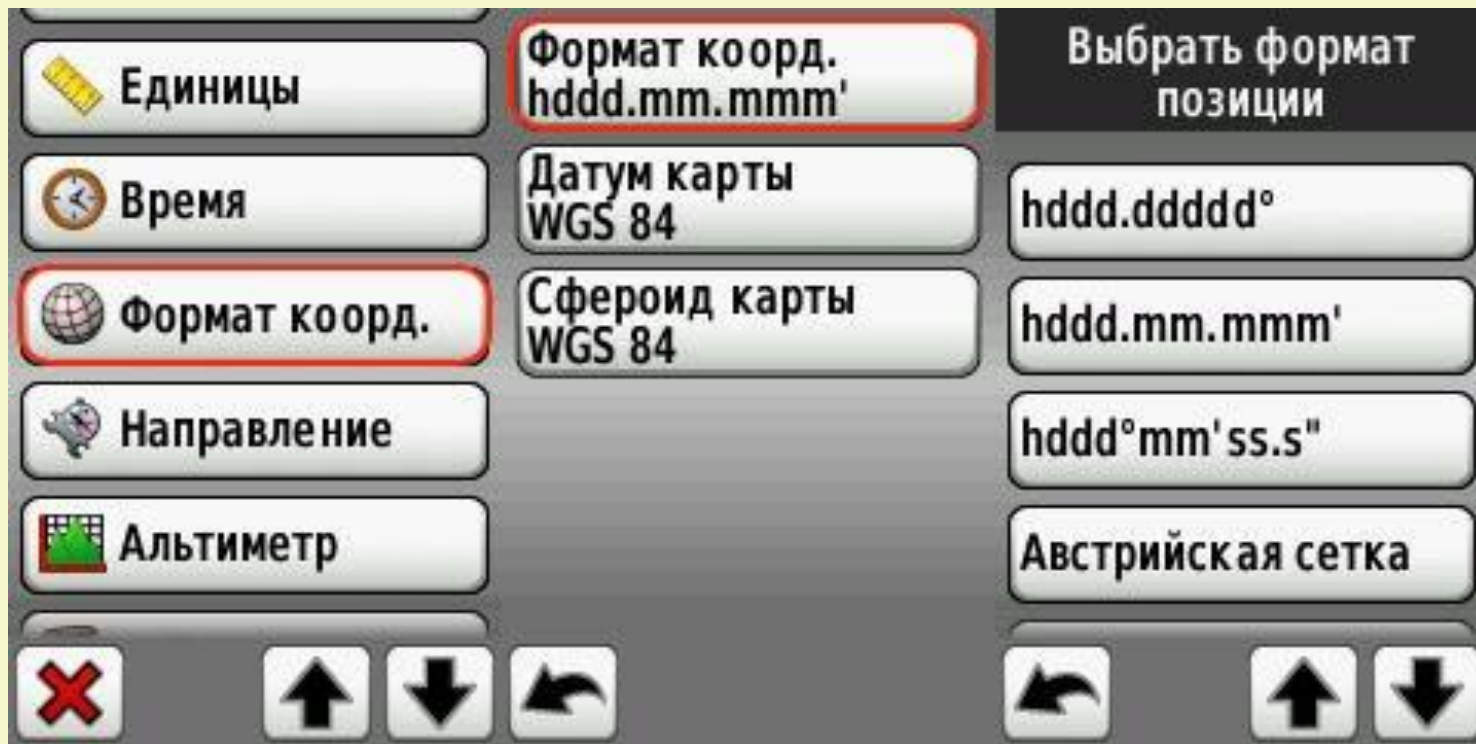 Единицы
Время
Формат коорд.
Направление
Альтиметр
Формат коорд.
hddd.mm.mmm'
Датум карты
WGS 84
Сфероид карты
WGS 84
Выбрать формат
позиции
hddd.ddddd°
hddd.mm.mmm'
hddd°mm'ss.s"
Австрийская сетка